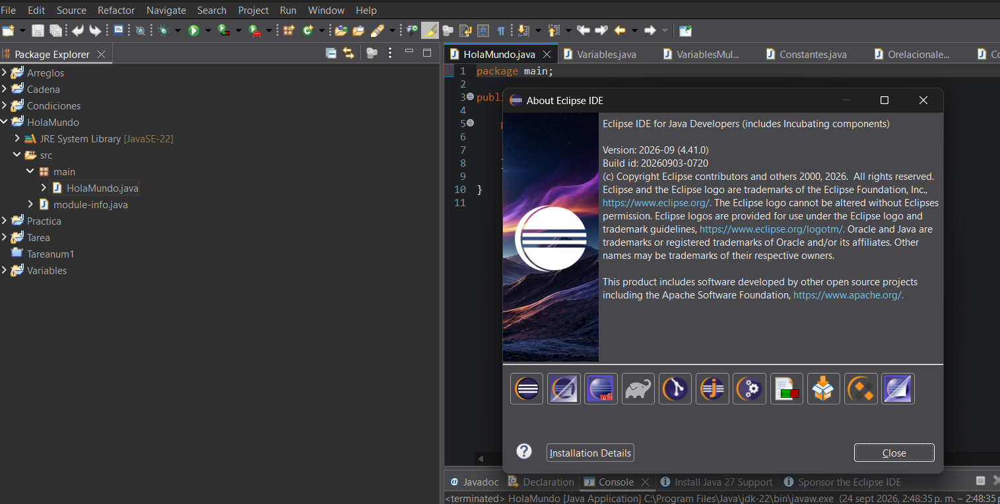 File Edit Source Refactor Navigate Search Project Run Window Help
Package Explorer
Arreglos
Cadena
Condiciones
HolaMundo
JRE System Library [JavaSE-22]
src
main
HolaMundo.java
module-info.java
Practica
Tarea
Tareanum1
Variables
HolaMundo.java Variables.java VariablesMul... Constantes.java Orelacionale... Co
1 package main;
2
3 publi
4
5
6
7
8
9
10 }
11
About Eclipse IDE
Eclipse IDE for Java Developers (includes Incubating components)
Version: 2026-09 (4.41.0)
Build id: 20260903-0720
(c) Copyright Eclipse contributors and others 2000, 2026.  All rights reserved.
Eclipse and the Eclipse logo are trademarks of the Eclipse Foundation, Inc.,
https://www.eclipse.org/. The Eclipse logo cannot be altered without Eclipses
permission. Eclipse logos are provided for use under the Eclipse logo and
trademark guidelines, https://www.eclipse.org/logotm/. Oracle and Java are
trademarks or registered trademarks of Oracle and/or its affiliates. Other
names may be trademarks of their respective owners.
This product includes software developed by other open source projects
including the Apache Software Foundation, https://www.apache.org/.
m2
Installation Details
Close
@ Javadoc Declaration Console Install Java 27 Support Sponsor the Eclipse IDE
<terminated> HolaMundo [Java Application] C:\Program Files\Java\jdk-22\bin\javaw.exe (24 sept 2026, 2:48:35 p. m. – 2:48:35 p